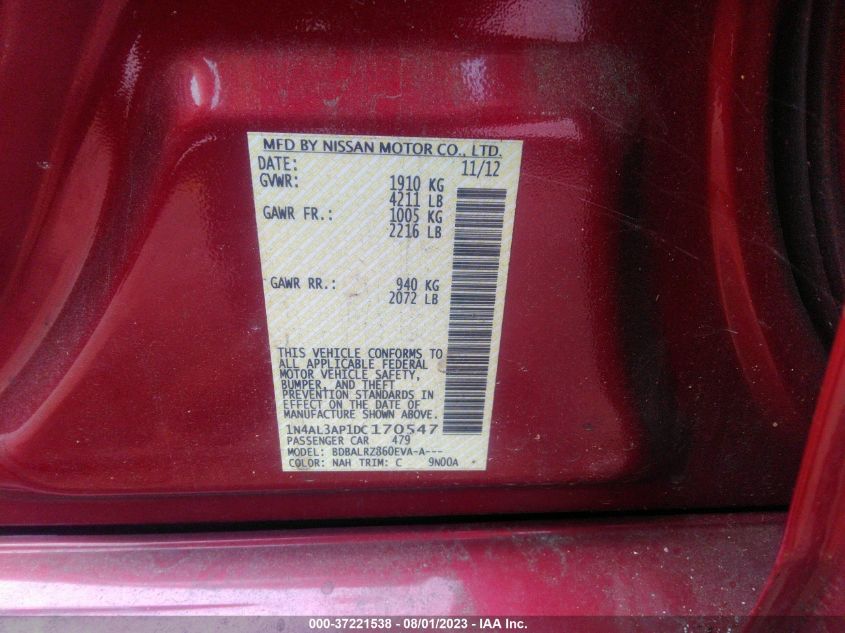 MFD BY NISSAN MOTOR CO., LTD.
DATE: 11/12
GVWR: 1910 KG
4211 LB
GAWR FR.: 1005 KG
2216 LB
GAWR RR.: 940 KG
2072 LB
THIS VEHICLE CONFORMS TO
ALL APPLICABLE FEDERAL
MOTOR VEHICLE SAFETY,
BUMPER, AND THEFT
PREVENTION STANDARDS IN
EFFECT ON THE DATE OF
MANUFACTURE SHOWN ABOVE.
1N4AL3AP1DC170547
PASSENGER CAR 479
MODEL: BDBALRZ860EVA-A---
COLOR: NAH TRIM: C 9N00A
000-37221538 - 08/01/2023 - IAA Inc.